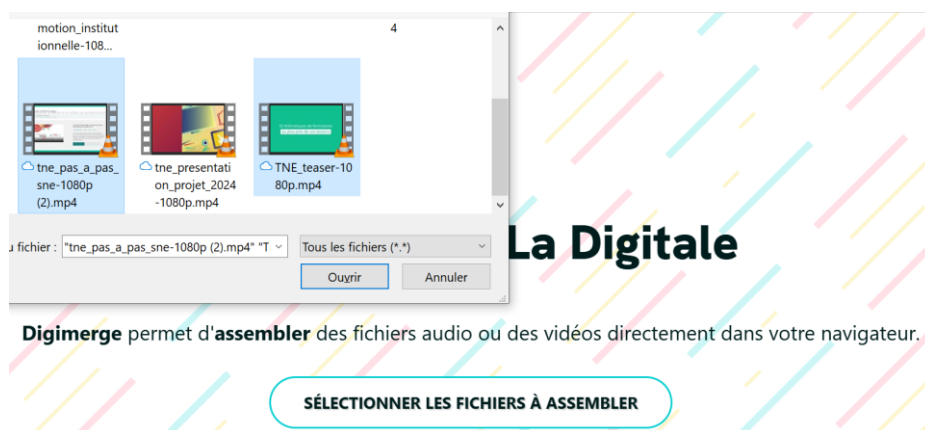 motion_institut
ionnelle-108...
4
tne_pas_a_pas_
sne-1080p
(2).mp4
tne_presentati
on_projet_2024
-1080p.mp4
TNE_teaser-10
80p.mp4
u fichier : "tne_pas_a_pas_sne-1080p (2).mp4" "T
Tous les fichiers (*.*)
Ouvrir
Annuler
La Digitale
Digimerge permet d'assembler des fichiers audio ou des vidéos directement dans votre navigateur.
SÉLECTIONNER LES FICHIERS À ASSEMBLER